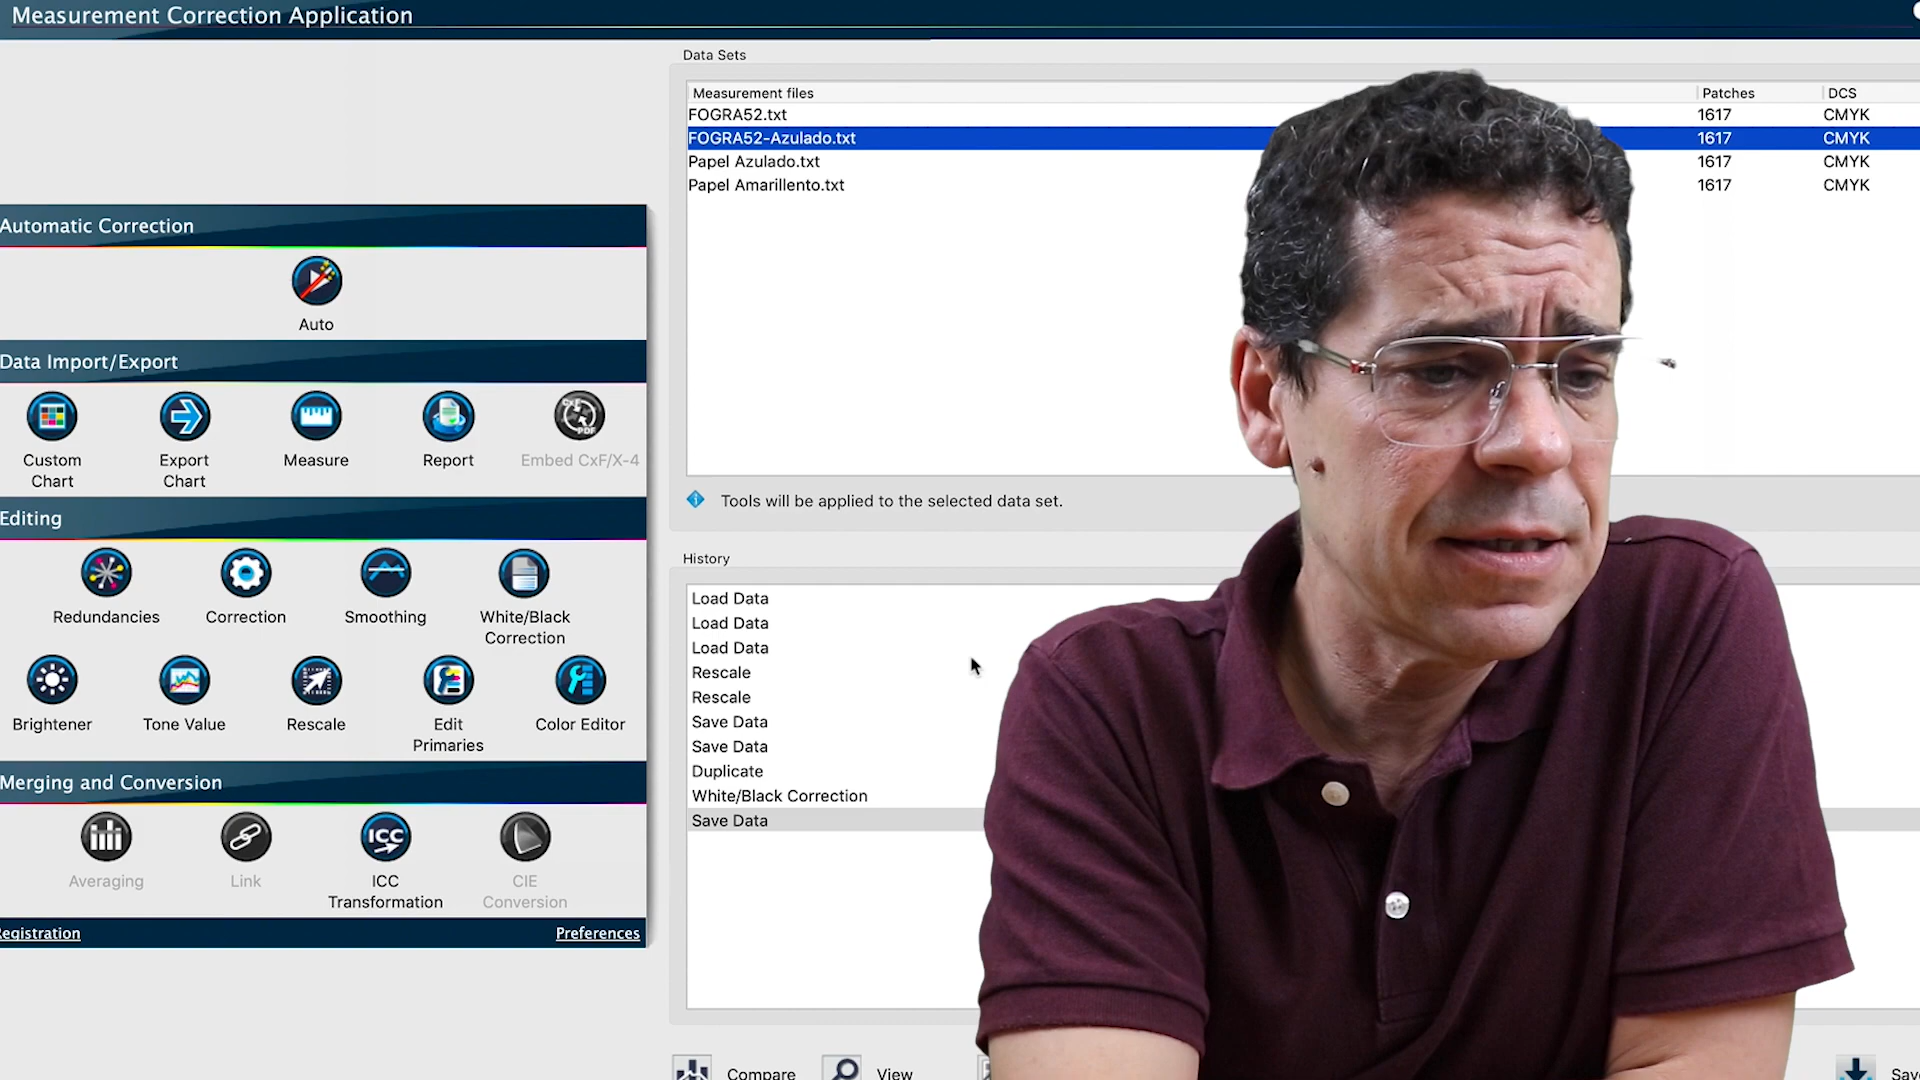 Measurement Correction Application
Data Sets
Measurement files Patches DCS
FOGRA52.txt 1617 CMYK
FOGRA52-Azulado.txt 1617 CMYK
Papel Azulado.txt 1617 CMYK
Papel Amarillento.txt 1617 CMYK
Tools will be applied to the selected data set.
Automatic Correction
Auto
Data Import/Export
Custom
Chart
Export
Chart
Measure
Report
CxF
PDF
Embed CxF/X-4
Editing
Redundancies
Correction
Smoothing
White/Black
Correction
Brightener
Tone Value
Rescale
Edit
Primaries
Color Editor
Merging and Conversion
Averaging
Link
ICC
ICC
Transformation
CIE
Conversion
egistration
Preferences
History
Load Data
Load Data
Load Data
Rescale
Rescale
Save Data
Save Data
Duplicate
White/Black Correction
Save Data
Compare
View
Save